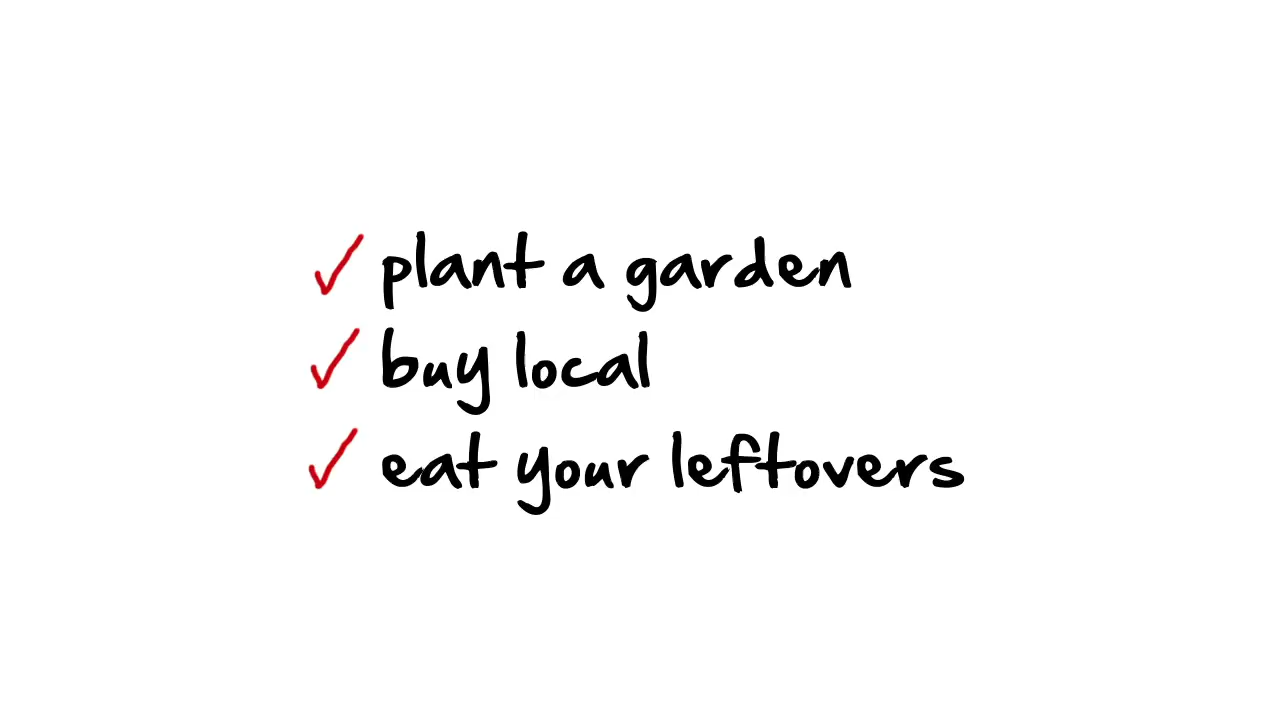 ✓ plant a garden
✓ buy local
✓ eat your leftovers